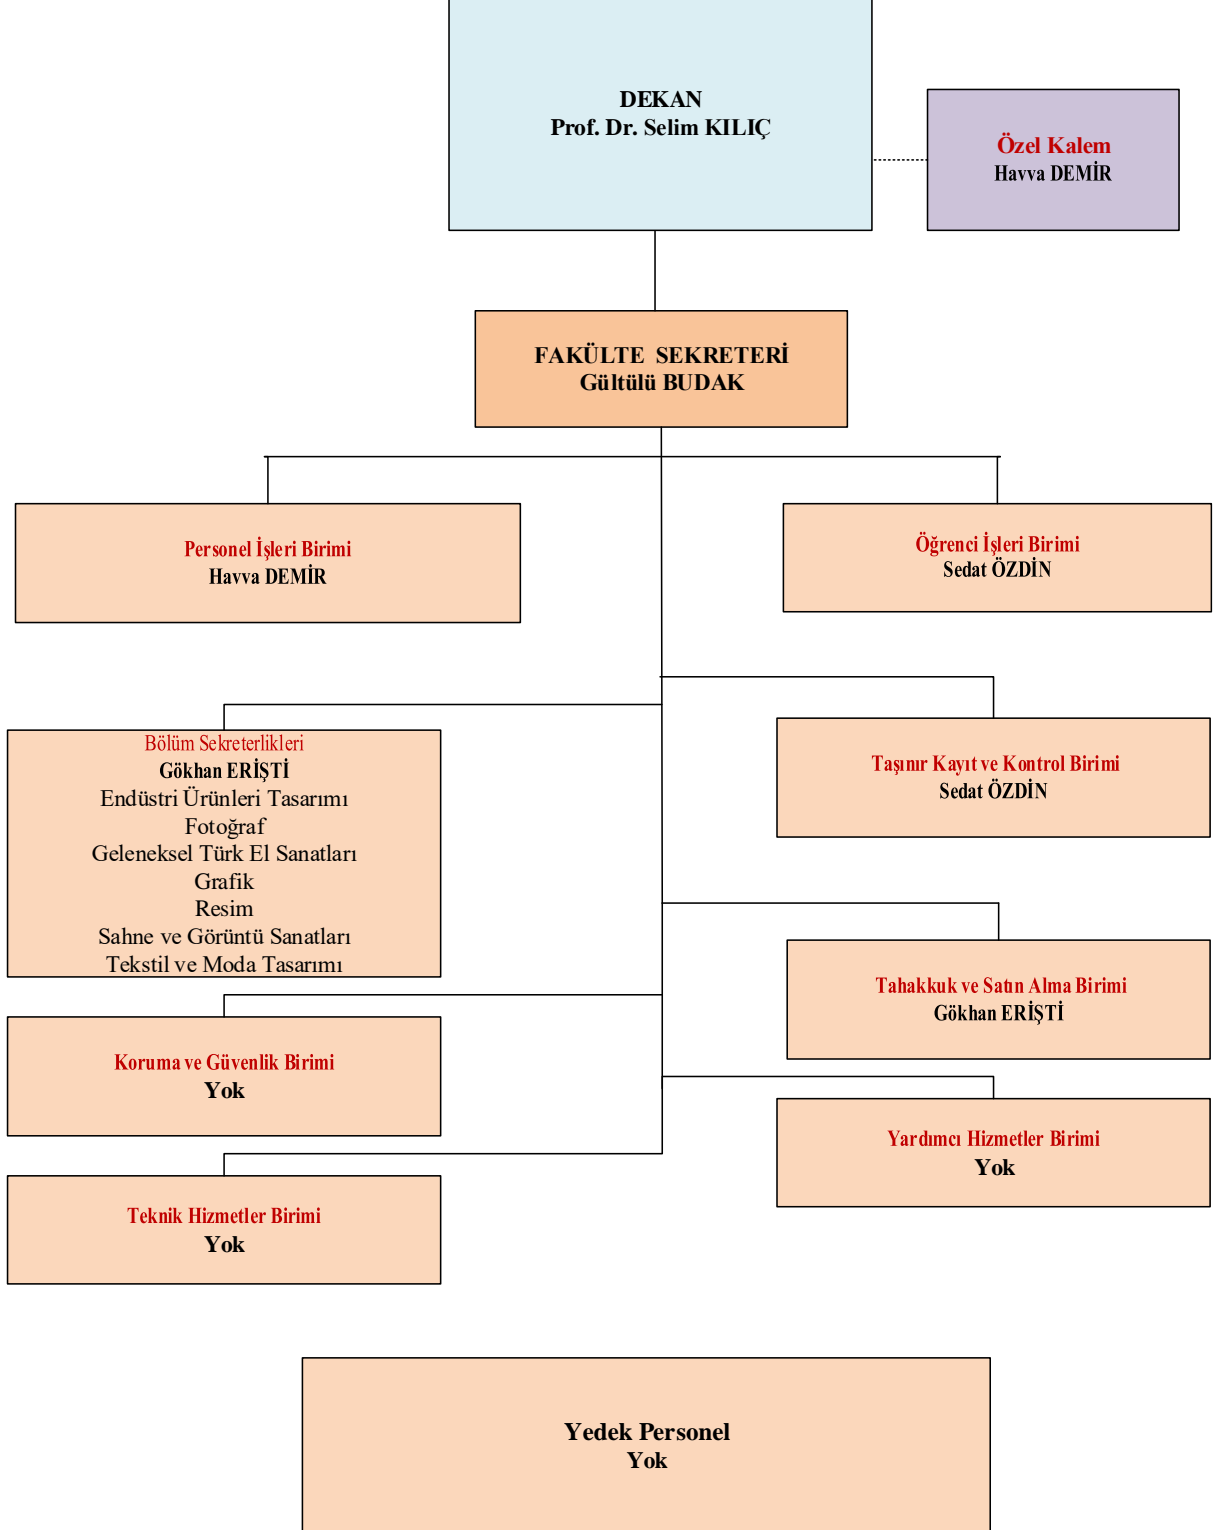 DEKAN
Prof. Dr. Selim KILIÇ
Özel Kalem
Havva DEMİR
FAKÜLTE SEKRETERİ
Gültülü BUDAK
Personel İşleri Birimi
Havva DEMİR
Öğrenci İşleri Birimi
Sedat ÖZDİN
Bölüm Sekreterlikleri
Gökhan ERİŞTİ
Endüstri Ürünleri Tasarımı
Fotoğraf
Geleneksel Türk El Sanatları
Grafik
Resim
Sahne ve Görüntü Sanatları
Tekstil ve Moda Tasarımı
Taşınır Kayıt ve Kontrol Birimi
Sedat ÖZDİN
Tahakkuk ve Satın Alma Birimi
Gökhan ERİŞTİ
Koruma ve Güvenlik Birimi
Yok
Yardımcı Hizmetler Birimi
Yok
Teknik Hizmetler Birimi
Yok
Yedek Personel
Yok